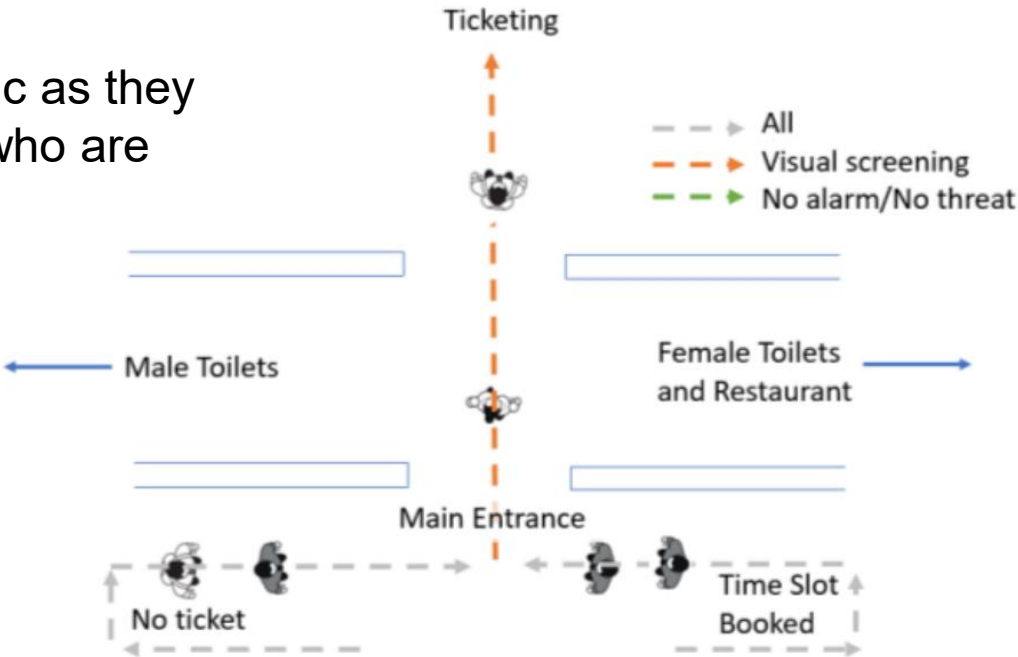 Ticketing
c as they
who are
All
Visual screening
No alarm/No threat
Male Toilets
Female Toilets
and Restaurant
Main Entrance
No ticket
Time Slot
Booked